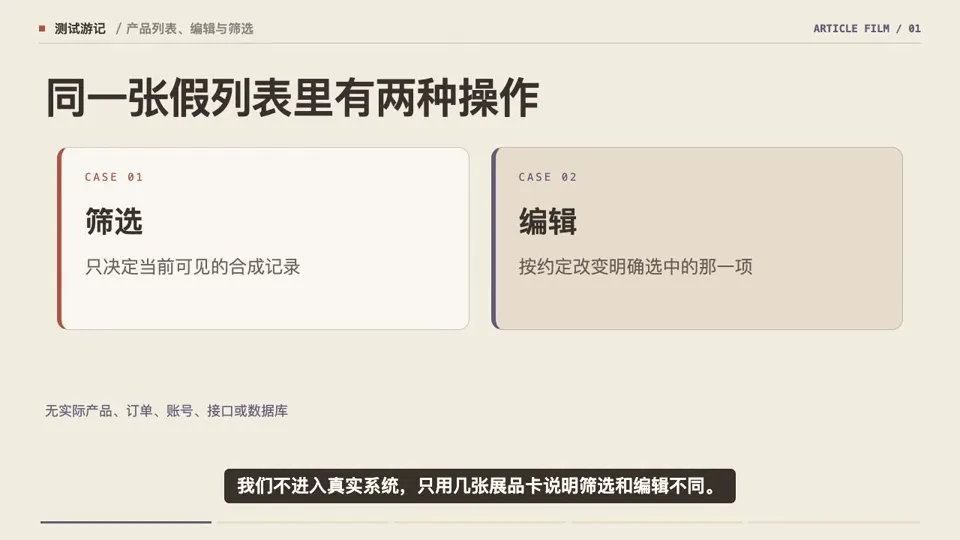 测试游记 / 产品列表、编辑与筛选
ARTICLE FILM / 01
同一张假列表里有两种操作
CASE 01
筛选
只决定当前可见的合成记录
CASE 02
编辑
按约定改变明确选中的那一项
无实际产品、订单、账号、接口或数据库
我们不进入真实系统，只用几张展品卡说明筛选和编辑不同。